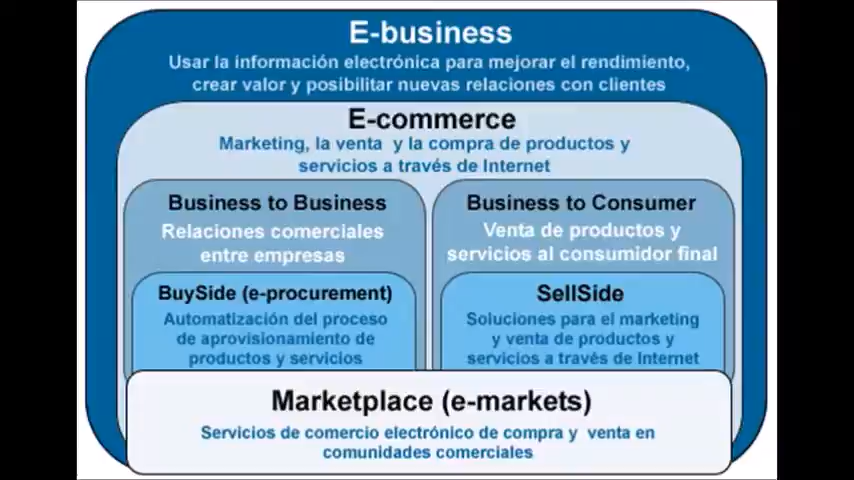 E-business
Usar la información electrónica para mejorar el rendimiento,
crear valor y posibilitar nuevas relaciones con clientes
E-commerce
Marketing, la venta y la compra de productos y
servicios a través de Internet
Business to Business
Relaciones comerciales
entre empresas
BuySide (e-procurement)
Automatización del proceso
de aprovisionamiento de
productos y servicios
Business to Consumer
Venta de productos y
servicios al consumidor final
SellSide
Soluciones para el marketing
y venta de productos y
servicios a través de Internet
Marketplace (e-markets)
Servicios de comercio electrónico de compra y venta en
comunidades comerciales